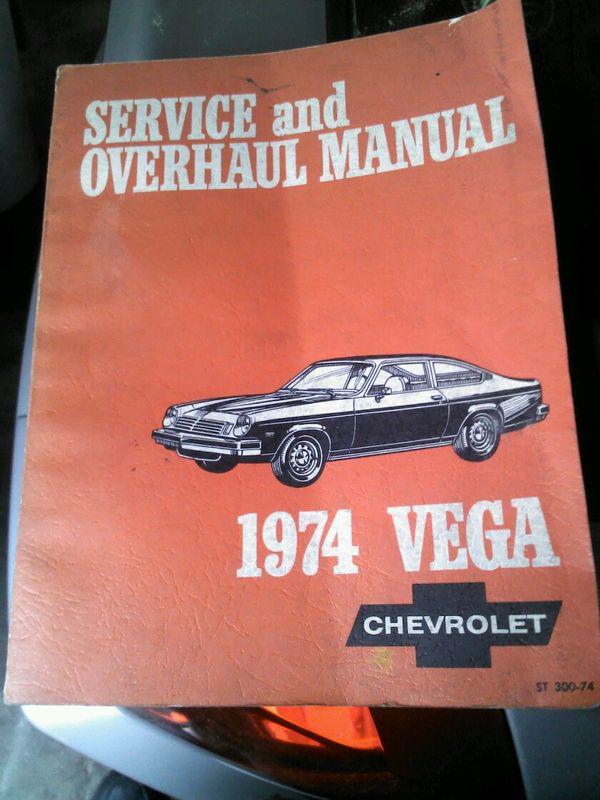 SERVICE and
OVERHAUL MANUAL
1974 VEGA
CHEVROLET
ST 300-74